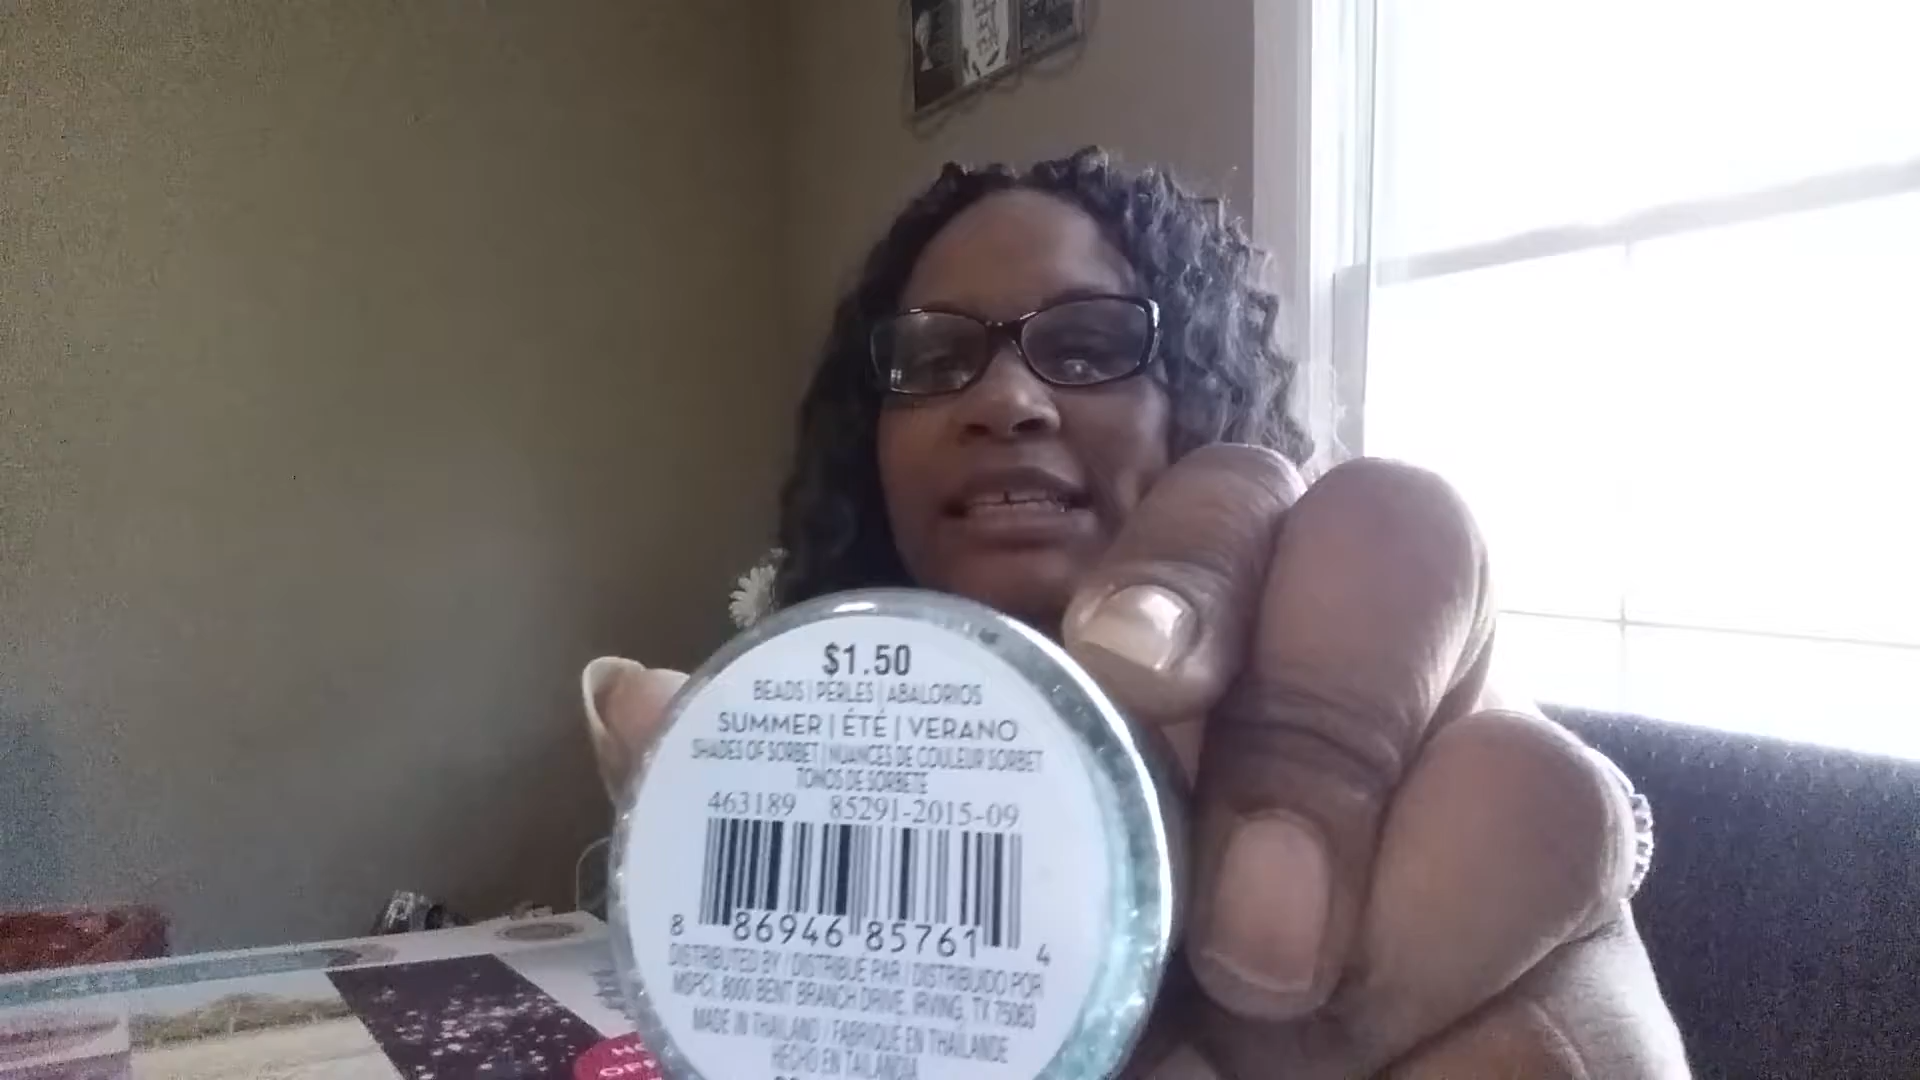 $1.50
BEADS | PERLES | ABALORIOS
SUMMER | ÉTÉ | VERANO
SHADES OF SORBET | NUANCES DE COULEUR SORBET
TONOS DE SORBETE
463189 85291-2015-09
8 86946 85761 4
DISTRIBUTED BY / DISTRIBUÉ PAR / DISTRIBUIDO POR
MSPCI, 8000 BENT BRANCH DRIVE, IRVING, TX 75063
MADE IN THAILAND / FABRIQUÉ EN THAÏLANDE
HECHO EN TAILANDIA